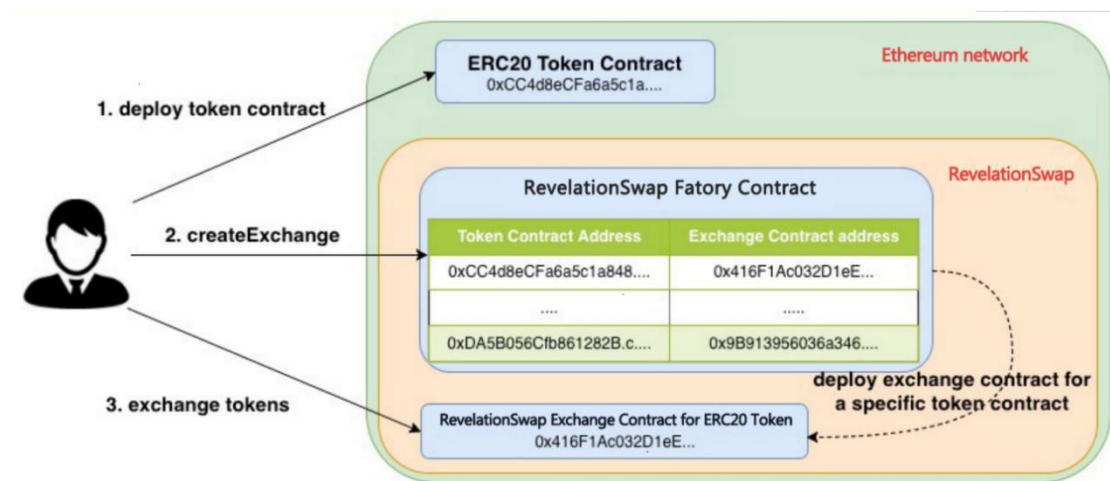 Ethereum network
ERC20 Token Contract
0xCC4d8eCFa6a5c1a....
1. deploy token contract
RevelationSwap
RevelationSwap Fatory Contract
2. createExchange
Token Contract Address Exchange Contract address
0xCC4d8eCFa6a5c1a848.... 0x416F1Ac032D1eE...
.... .....
0xDA5B056Cfb861282B.c.... 0x9B913956036a346....
deploy exchange contract for
a specific token contract
3. exchange tokens
RevelationSwap Exchange Contract for ERC20 Token
0x416F1Ac032D1eE...